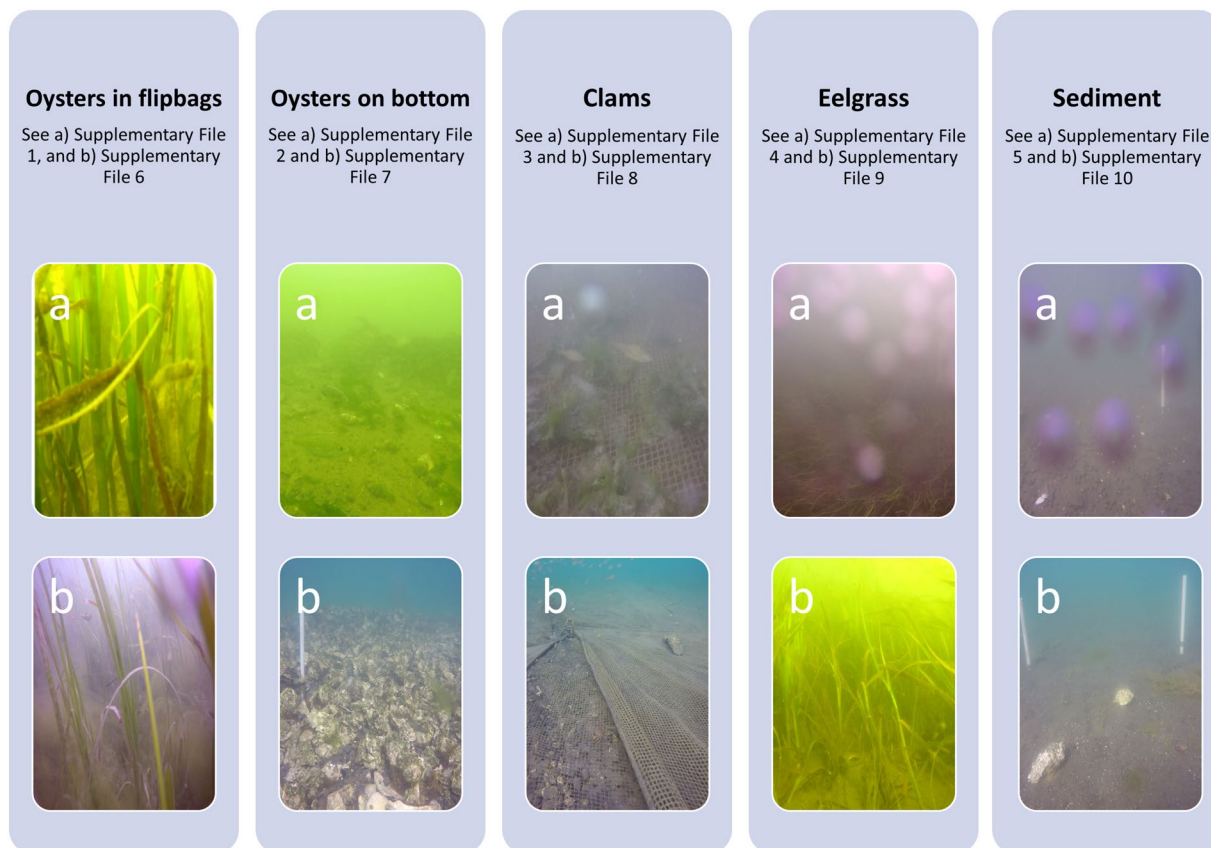 Oysters in flipbags
See a) Supplementary File
1, and b) Supplementary
File 6
Oysters on bottom
See a) Supplementary File
2 and b) Supplementary
File 7
Clams
See a) Supplementary File
3 and b) Supplementary
File 8
Eelgrass
See a) Supplementary File
4 and b) Supplementary
File 9
Sediment
See a) Supplementary File
5 and b) Supplementary
File 10
a
a
a
a
a
b
b
b
b
b